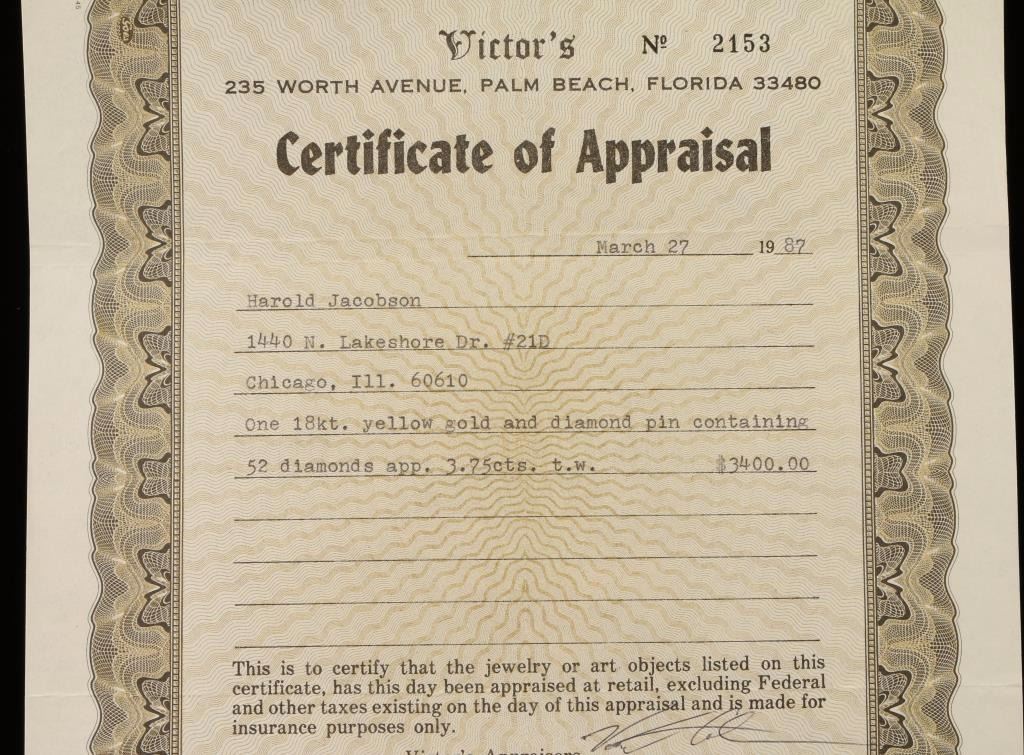 Victor's Nº 2153
235 WORTH AVENUE, PALM BEACH, FLORIDA 33480
Certificate of Appraisal
March 27 19 87
Harold Jacobson
1440 N. Lakeshore Dr. #21D
Chicago, Ill. 60610
One 18kt. yellow gold and diamond pin containing
52 diamonds app. 3.75cts. t.w. $3400.00
This is to certify that the jewelry or art objects listed on this
certificate, has this day been appraised at retail, excluding Federal
and other taxes existing on the day of this appraisal and is made for
insurance purposes only.
Victor's Appraisers